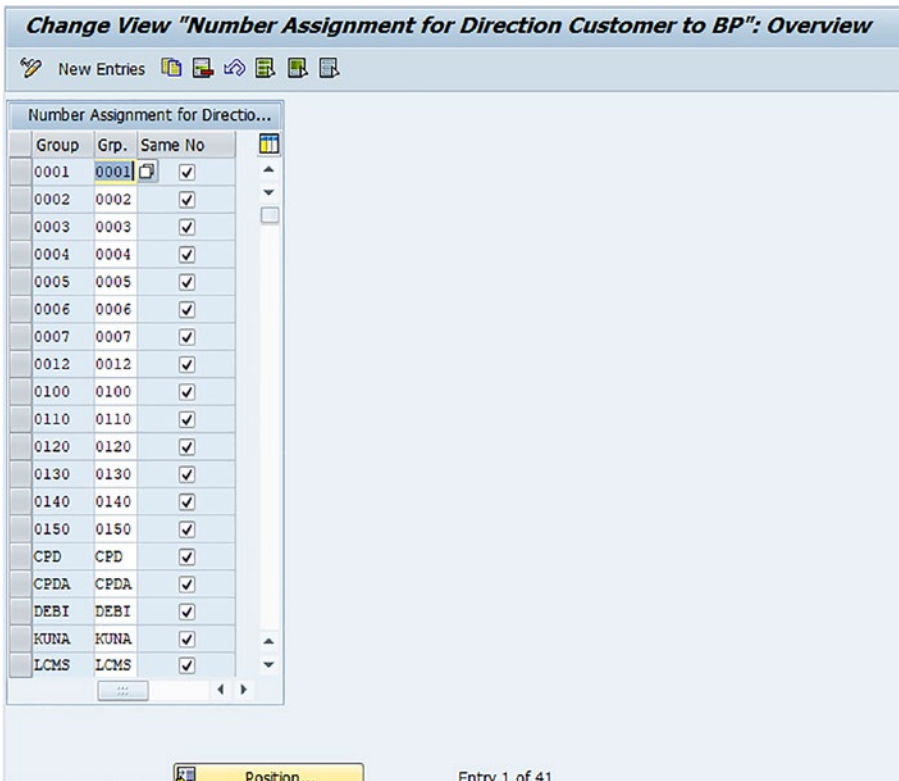 Change View "Number Assignment for Direction Customer to BP": Overview
New Entries
Number Assignment for Directio...
Group Grp. Same No
0001 0001
0002 0002
0003 0003
0004 0004
0005 0005
0006 0006
0007 0007
0012 0012
0100 0100
0110 0110
0120 0120
0130 0130
0140 0140
0150 0150
CPD CPD
CPDA CPDA
DEBI DEBI
KUNA KUNA
LCMS LCMS
Position... Entry 1 of 41